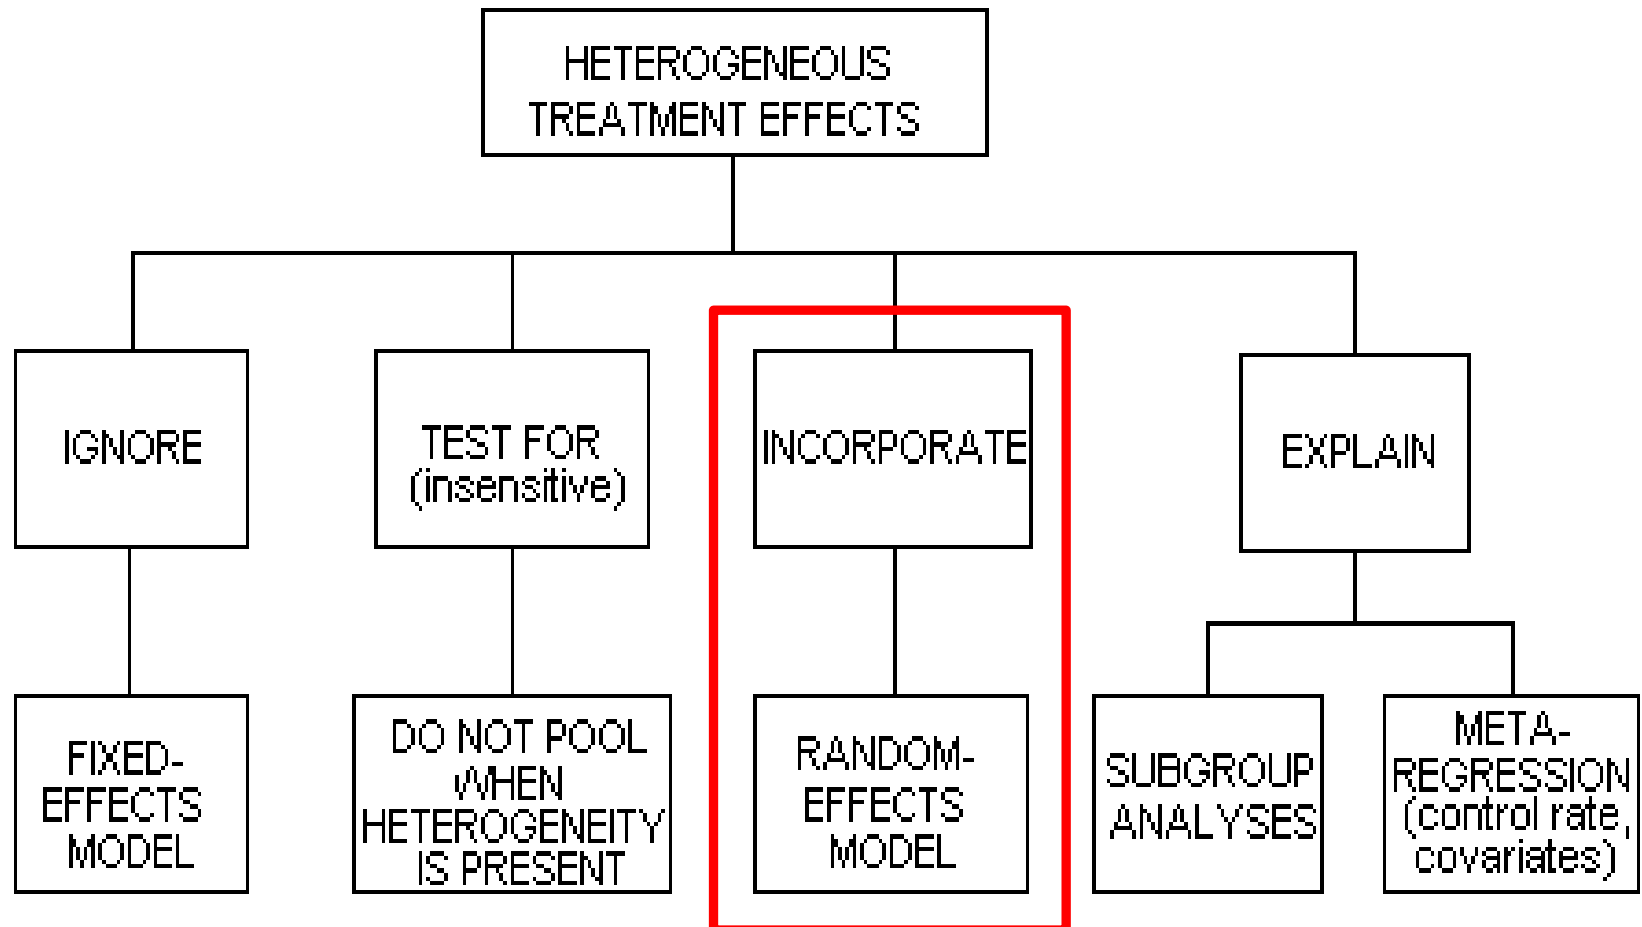 HETEROGENEOUS
TREATMENT EFFECTS
IGNORE
TEST FOR
(insensitive)
INCORPORATE
EXPLAIN
FIXED-
EFFECTS
MODEL
DO NOT POOL
WHEN
HETEROGENEITY
IS PRESENT
RANDOM-
EFFECTS
MODEL
SUBGROUP
ANALYSES
META-
REGRESSION
(control rate,
covariates)